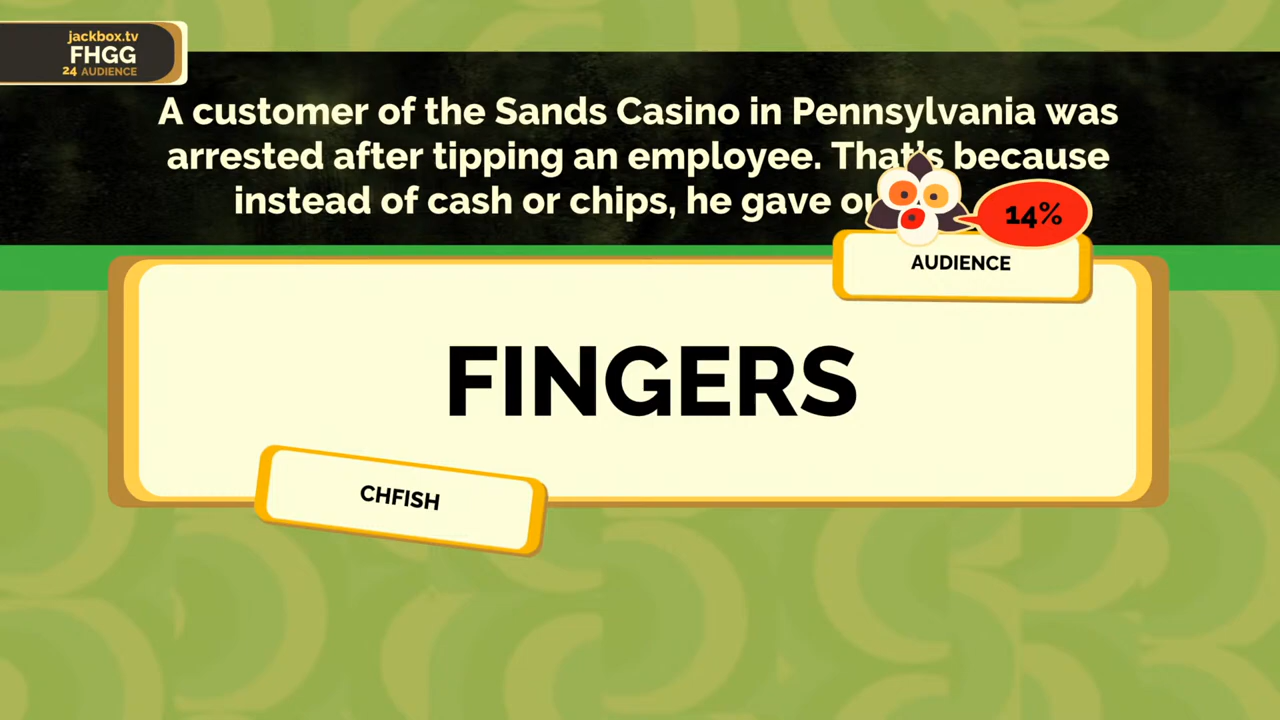 jackbox.tv
FHGG
24 AUDIENCE
A customer of the Sands Casino in Pennsylvania was
arrested after tipping an employee. That's because
instead of cash or chips, he gave
14%
AUDIENCE
FINGERS
CHFISH